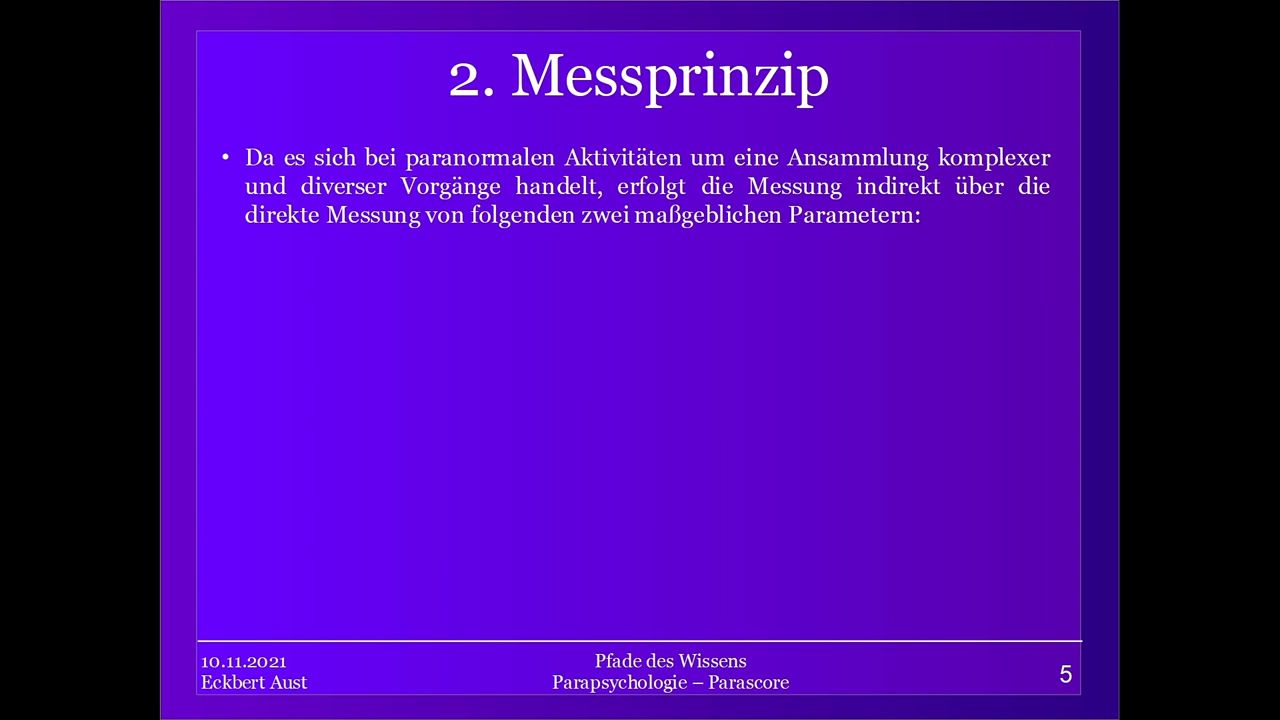 2. Messprinzip
• Da es sich bei paranormalen Aktivitäten um eine Ansammlung komplexer
und diverser Vorgänge handelt, erfolgt die Messung indirekt über die
direkte Messung von folgenden zwei maßgeblichen Parametern:
10.11.2021
Eckbert Aust
Pfade des Wissens
Parapsychologie – Parascore
5